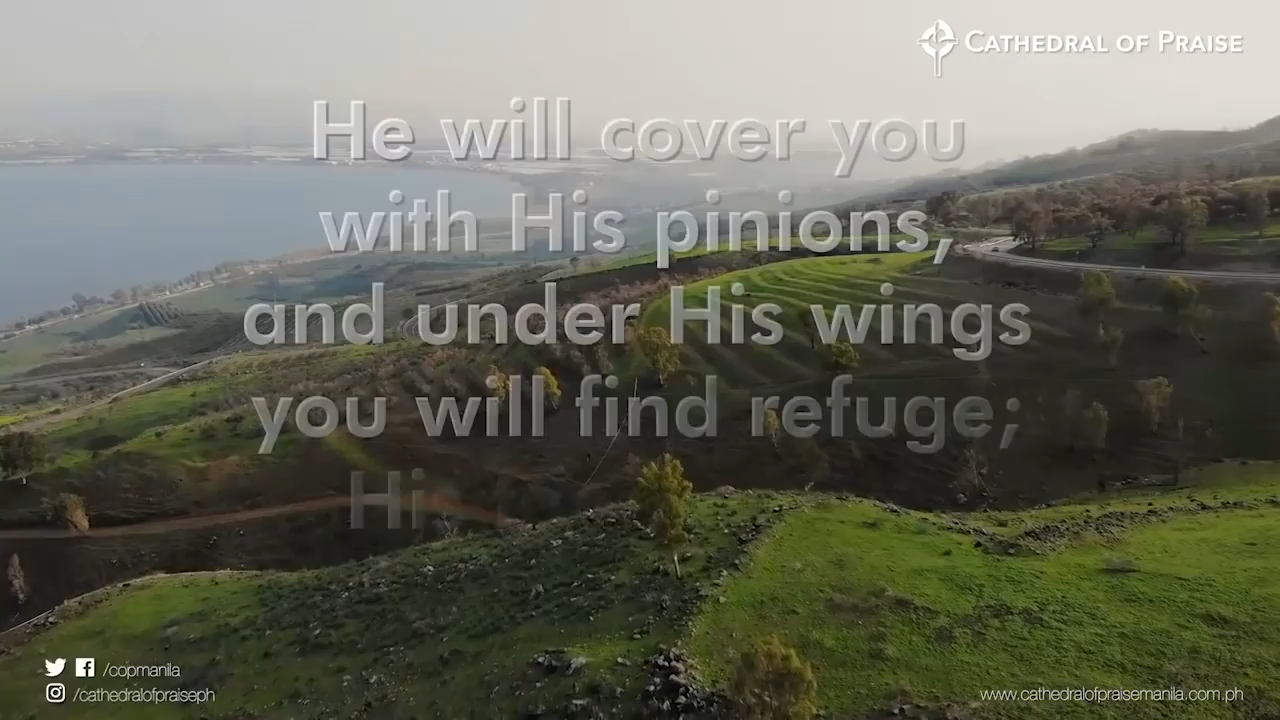 CATHEDRAL OF PRAISE
He will cover you
with His pinions,
and under His wings
you will find refuge;
Hi
/copmanila
/cathedralofpraiseph
www.cathedralofpraisemanila.com.ph